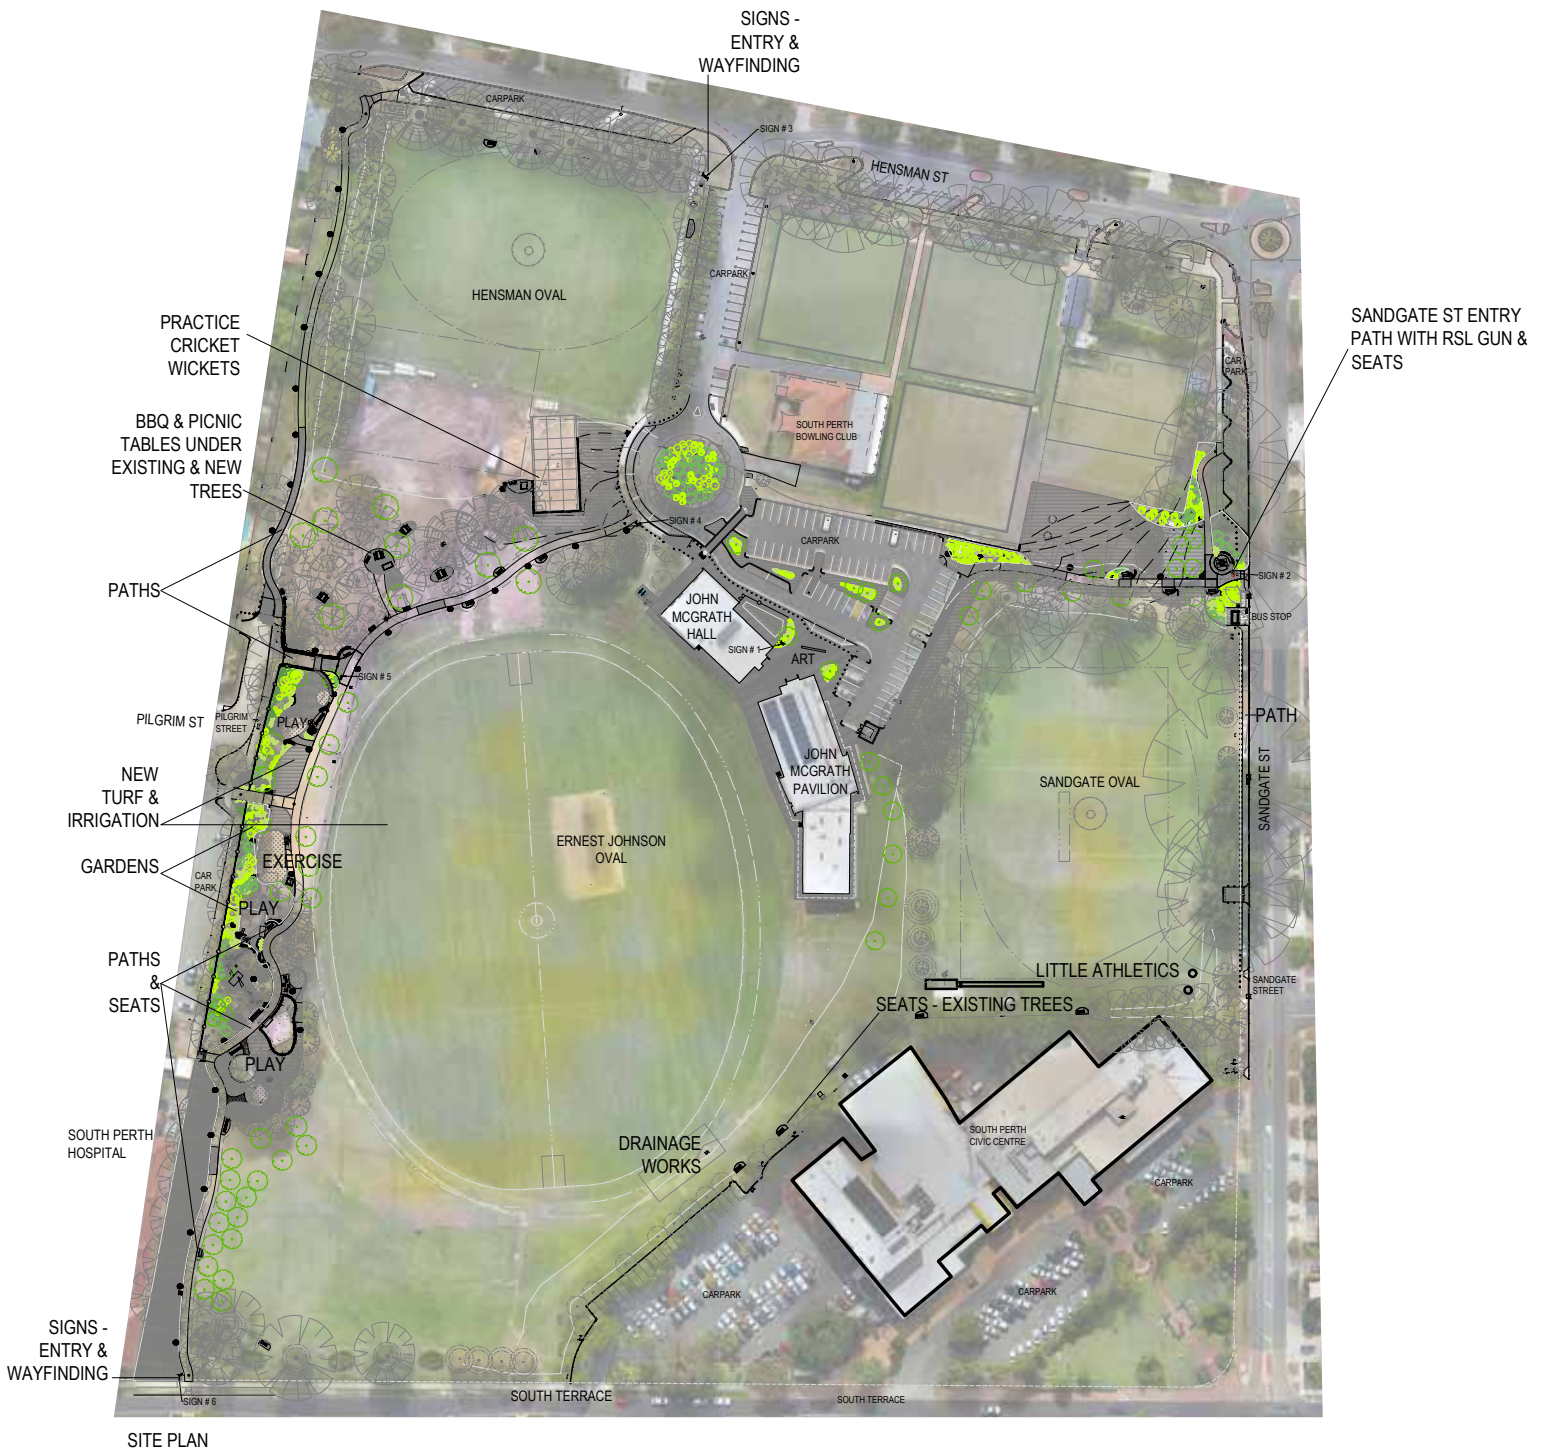 SIGNS -
ENTRY &
WAYFINDING
CARPARK
SIGN # 3
HENSMAN ST
CARPARK
HENSMAN OVAL
PRACTICE
CRICKET
WICKETS
SANDGATE ST ENTRY
PATH WITH RSL GUN &
SEATS
CAR
PARK
BBQ & PICNIC
TABLES UNDER
EXISTING & NEW
TREES
SOUTH PERTH
BOWLING CLUB
SIGN # 4
CARPARK
SIGN # 2
PATHS
JOHN
MCGRATH
HALL
BUS STOP
SIGN # 1
ART
SIGN # 5
PILGRIM ST
PILGRIM
STREET
PLAY
PATH
SANDGATE ST
JOHN
MCGRATH
PAVILION
SANDGATE OVAL
NEW
TURF &
IRRIGATION
ERNEST JOHNSON
OVAL
GARDENS
EXERCISE
CAR
PARK
PLAY
PATHS
&
SEATS
LITTLE ATHLETICS
SANDGATE
STREET
SEATS - EXISTING TREES
PLAY
SOUTH PERTH
HOSPITAL
DRAINAGE
WORKS
SOUTH PERTH
CIVIC CENTRE
CARPARK
CARPARK
CARPARK
SIGNS -
ENTRY &
WAYFINDING
SIGN # 6
SOUTH TERRACE
SOUTH TERRACE
SITE PLAN